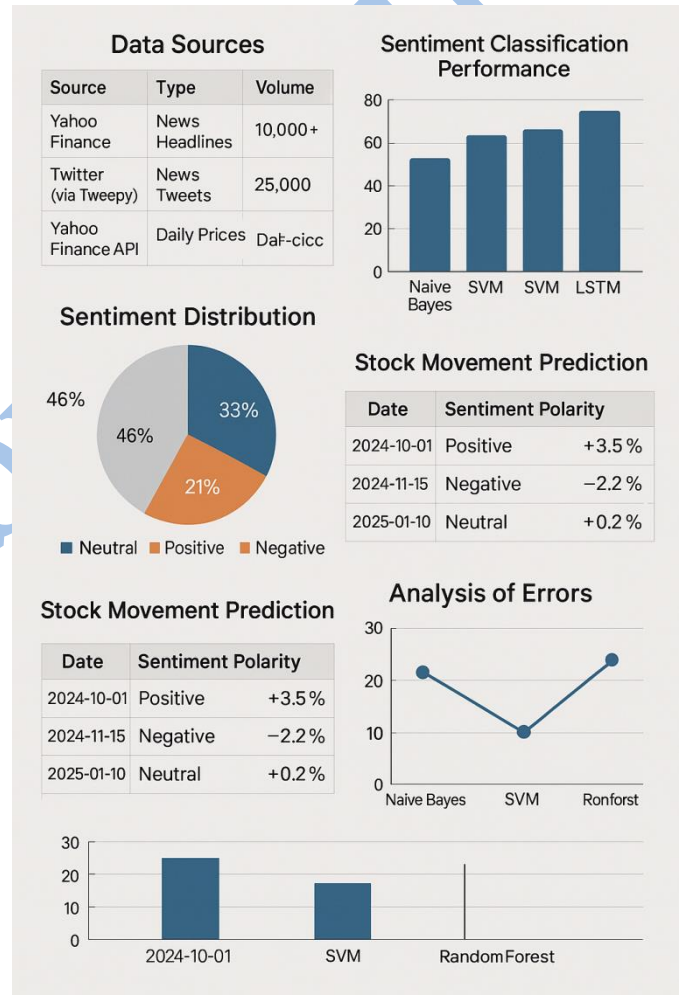 Data Sources
Source Type Volume
Yahoo
Finance
News
Headlines
10,000+
Twitter
(via Tweepy)
News
Tweets
25,000
Yahoo
Finance API
Daily Prices
Sentiment Classification
Performance
80
60
40
20
0
Naive
Bayes
SVM
SVM
LSTM
Sentiment Distribution
46%
46%
33%
21%
Neutral Positive Negative
Stock Movement Prediction
Date Sentiment Polarity
2024-10-01 Positive +3.5%
2024-11-15 Negative −2.2%
2025-01-10 Neutral +0.2%
Stock Movement Prediction
Date Sentiment Polarity
2024-10-01 Positive +3.5%
2024-11-15 Negative −2.2%
2025-01-10 Neutral +0.2%
Analysis of Errors
30
20
10
0
Naive Bayes SVM Ronforst
30
20
10
0
2024-10-01 SVM RandomForest